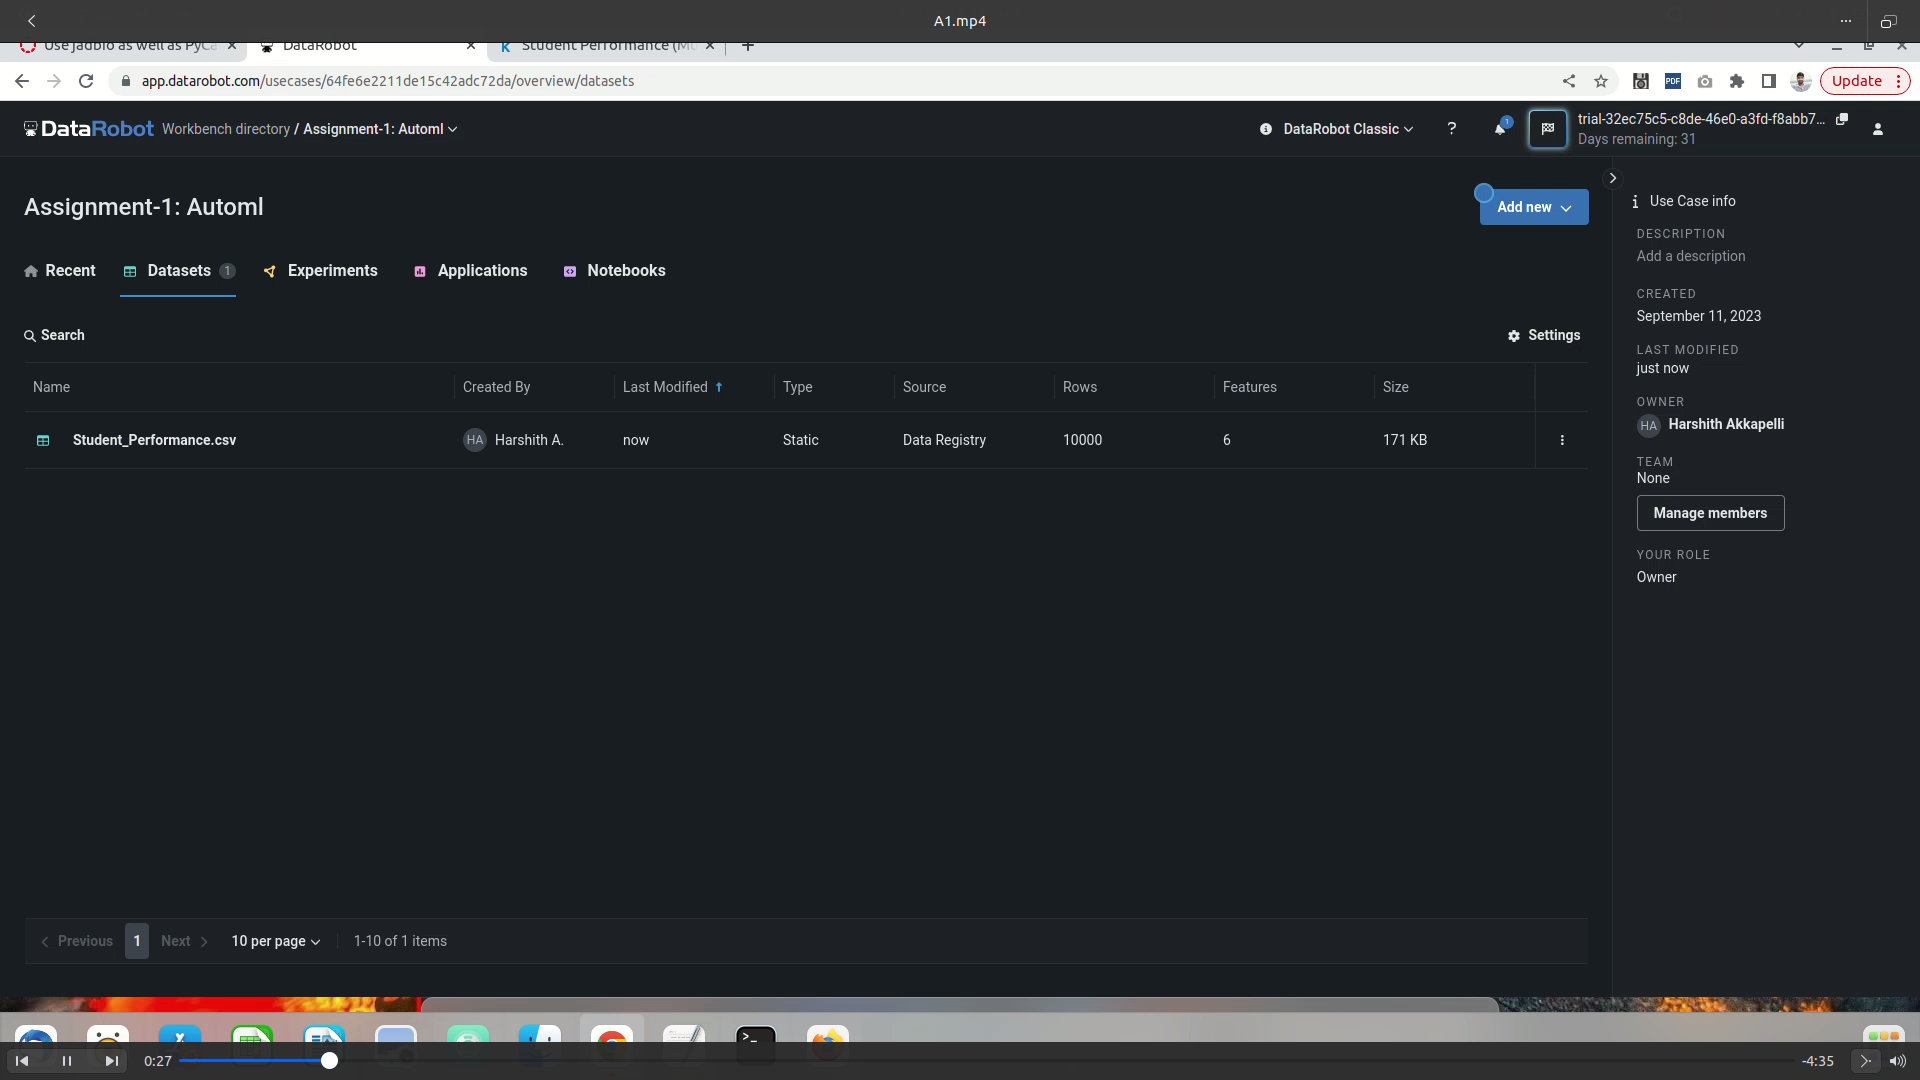 A1.mp4
Use Jadbio as well as PyCa
DataRobot
Student Performance (Mu
app.datarobot.com/usecases/64fe6e2211de15c42adc72da/overview/datasets
PDF
Update
DataRobot Workbench directory / Assignment-1: Automl
DataRobot Classic
?
1
trial-32ec75c5-c8de-46e0-a3fd-f8abb7...
Days remaining: 31
Assignment-1: Automl
Add new
Recent
Datasets 1
Experiments
Applications
Notebooks
Search
Settings
Name Created By Last Modified Type Source Rows Features Size
Student_Performance.csv HA Harshith A. now Static Data Registry 10000 6 171 KB
Previous 1 Next 10 per page 1-10 of 1 items
Use Case info
DESCRIPTION
Add a description
CREATED
September 11, 2023
LAST MODIFIED
just now
OWNER
HA Harshith Akkapelli
TEAM
None
Manage members
YOUR ROLE
Owner
0:27
-4:35